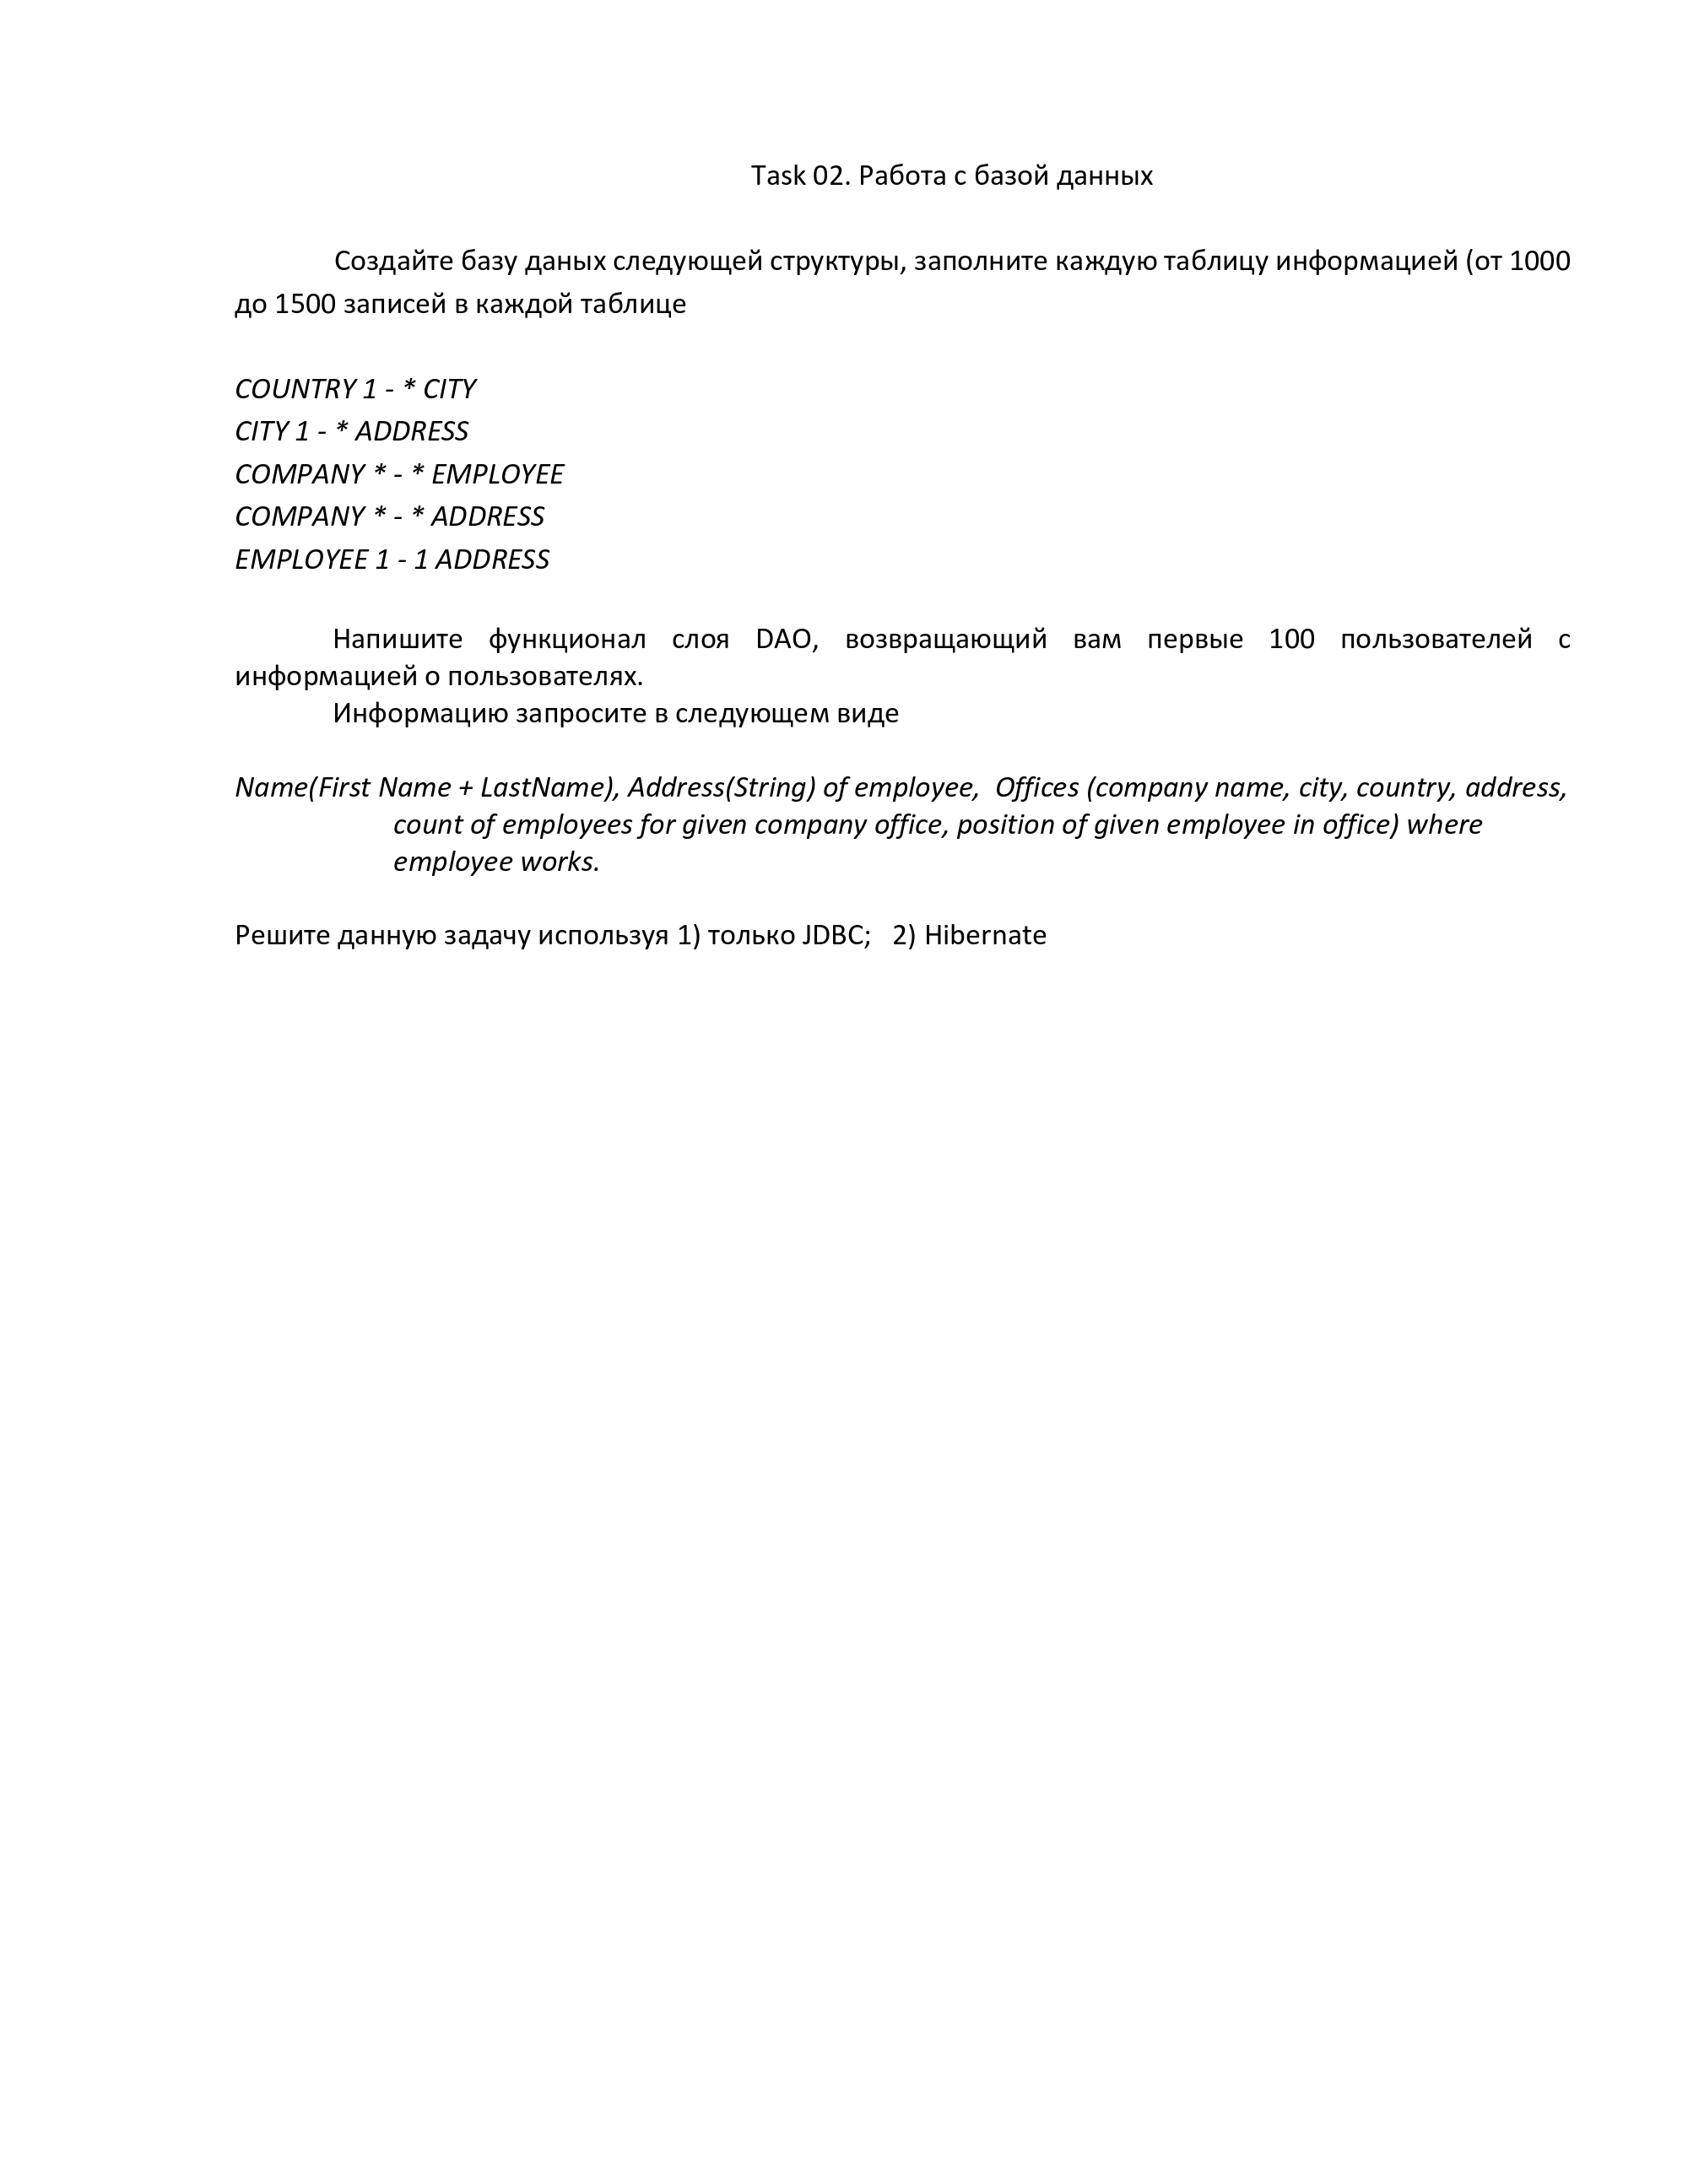 Task 02. Работа с базой данных
Создайте базу даных следующей структуры, заполните каждую таблицу информацией (от 1000
до 1500 записей в каждой таблице
COUNTRY 1 - * CITY
CITY 1 - * ADDRESS
COMPANY * - * EMPLOYEE
COMPANY * - * ADDRESS
EMPLOYEE 1 - 1 ADDRESS
Напишите функционал слоя DAO, возвращающий вам первые 100 пользователей с
информацией о пользователях.
Информацию запросите в следующем виде
Name(First Name + LastName), Address(String) of employee,  Offices (company name, city, country, address,
count of employees for given company office, position of given employee in office) where
employee works.
Решите данную задачу используя 1) только JDBC;   2) Hibernate